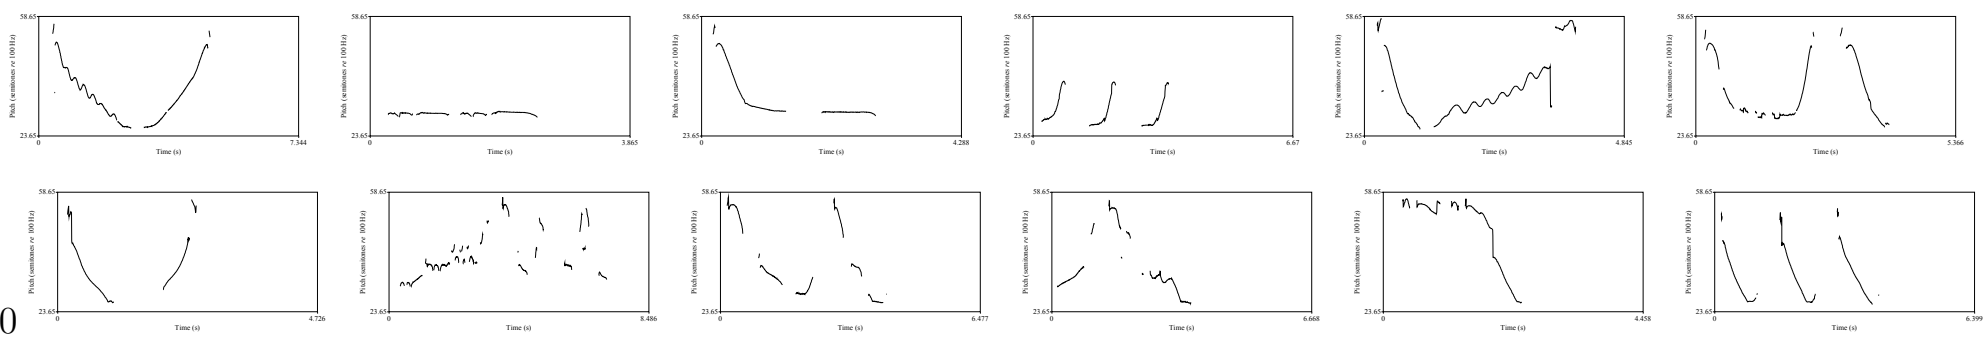 58.65
Pitch (semitones re 100 Hz)
23.65
0
7.344
Time (s)
58.65
Pitch (semitones re 100 Hz)
23.65
0
3.865
Time (s)
58.65
Pitch (semitones re 100 Hz)
23.65
0
4.288
Time (s)
58.65
Pitch (semitones re 100 Hz)
23.65
0
6.67
Time (s)
58.65
Pitch (semitones re 100 Hz)
23.65
0
4.845
Time (s)
58.65
Pitch (semitones re 100 Hz)
23.65
0
5.366
Time (s)
0
58.65
Pitch (semitones re 100 Hz)
23.65
0
4.726
Time (s)
58.65
Pitch (semitones re 100 Hz)
23.65
0
8.486
Time (s)
58.65
Pitch (semitones re 100 Hz)
23.65
0
6.477
Time (s)
58.65
Pitch (semitones re 100 Hz)
23.65
0
6.668
Time (s)
58.65
Pitch (semitones re 100 Hz)
23.65
0
4.458
Time (s)
58.65
Pitch (semitones re 100 Hz)
23.65
0
6.399
Time (s)